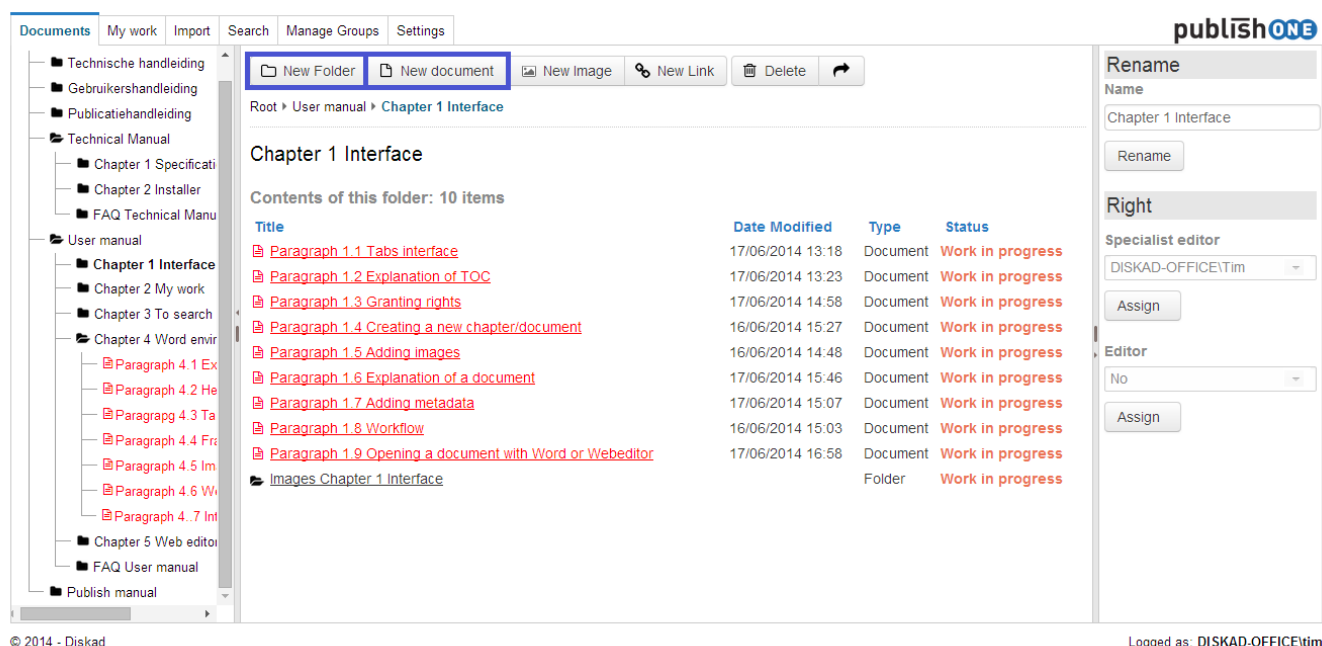 Documents My work Import Search Manage Groups Settings
publishONE
Technische handleiding
Gebruikershandleiding
Publicatiehandleiding
Technical Manual
Chapter 1 Specificati
Chapter 2 Installer
FAQ Technical Manu
User manual
Chapter 1 Interface
Chapter 2 My work
Chapter 3 To search
Chapter 4 Word envir
Paragraph 4.1 Ex
Paragraph 4.2 He
Paragrapg 4.3 Ta
Paragraph 4.4 Fra
Paragraph 4.5 Im
Paragraph 4.6 We
Paragraph 4..7 Int
Chapter 5 Web editor
FAQ User manual
Publish manual
New Folder New document New Image New Link Delete
Root User manual Chapter 1 Interface
Chapter 1 Interface
Contents of this folder: 10 items
Title Date Modified Type Status
Paragraph 1.1 Tabs interface 17/06/2014 13:18 Document Work in progress
Paragraph 1.2 Explanation of TOC 17/06/2014 13:23 Document Work in progress
Paragraph 1.3 Granting rights 17/06/2014 14:58 Document Work in progress
Paragraph 1.4 Creating a new chapter/document 16/06/2014 15:27 Document Work in progress
Paragraph 1.5 Adding images 16/06/2014 14:48 Document Work in progress
Paragraph 1.6 Explanation of a document 17/06/2014 15:46 Document Work in progress
Paragraph 1.7 Adding metadata 17/06/2014 15:07 Document Work in progress
Paragraph 1.8 Workflow 16/06/2014 15:03 Document Work in progress
Paragraph 1.9 Opening a document with Word or Webeditor 17/06/2014 16:58 Document Work in progress
Images Chapter 1 Interface Folder Work in progress
Rename
Name
Chapter 1 Interface
Rename
Right
Specialist editor
DISKAD-OFFICE\Tim
Assign
Editor
No
Assign
© 2014 - Diskad
Logged as: DISKAD-OFFICE\tim